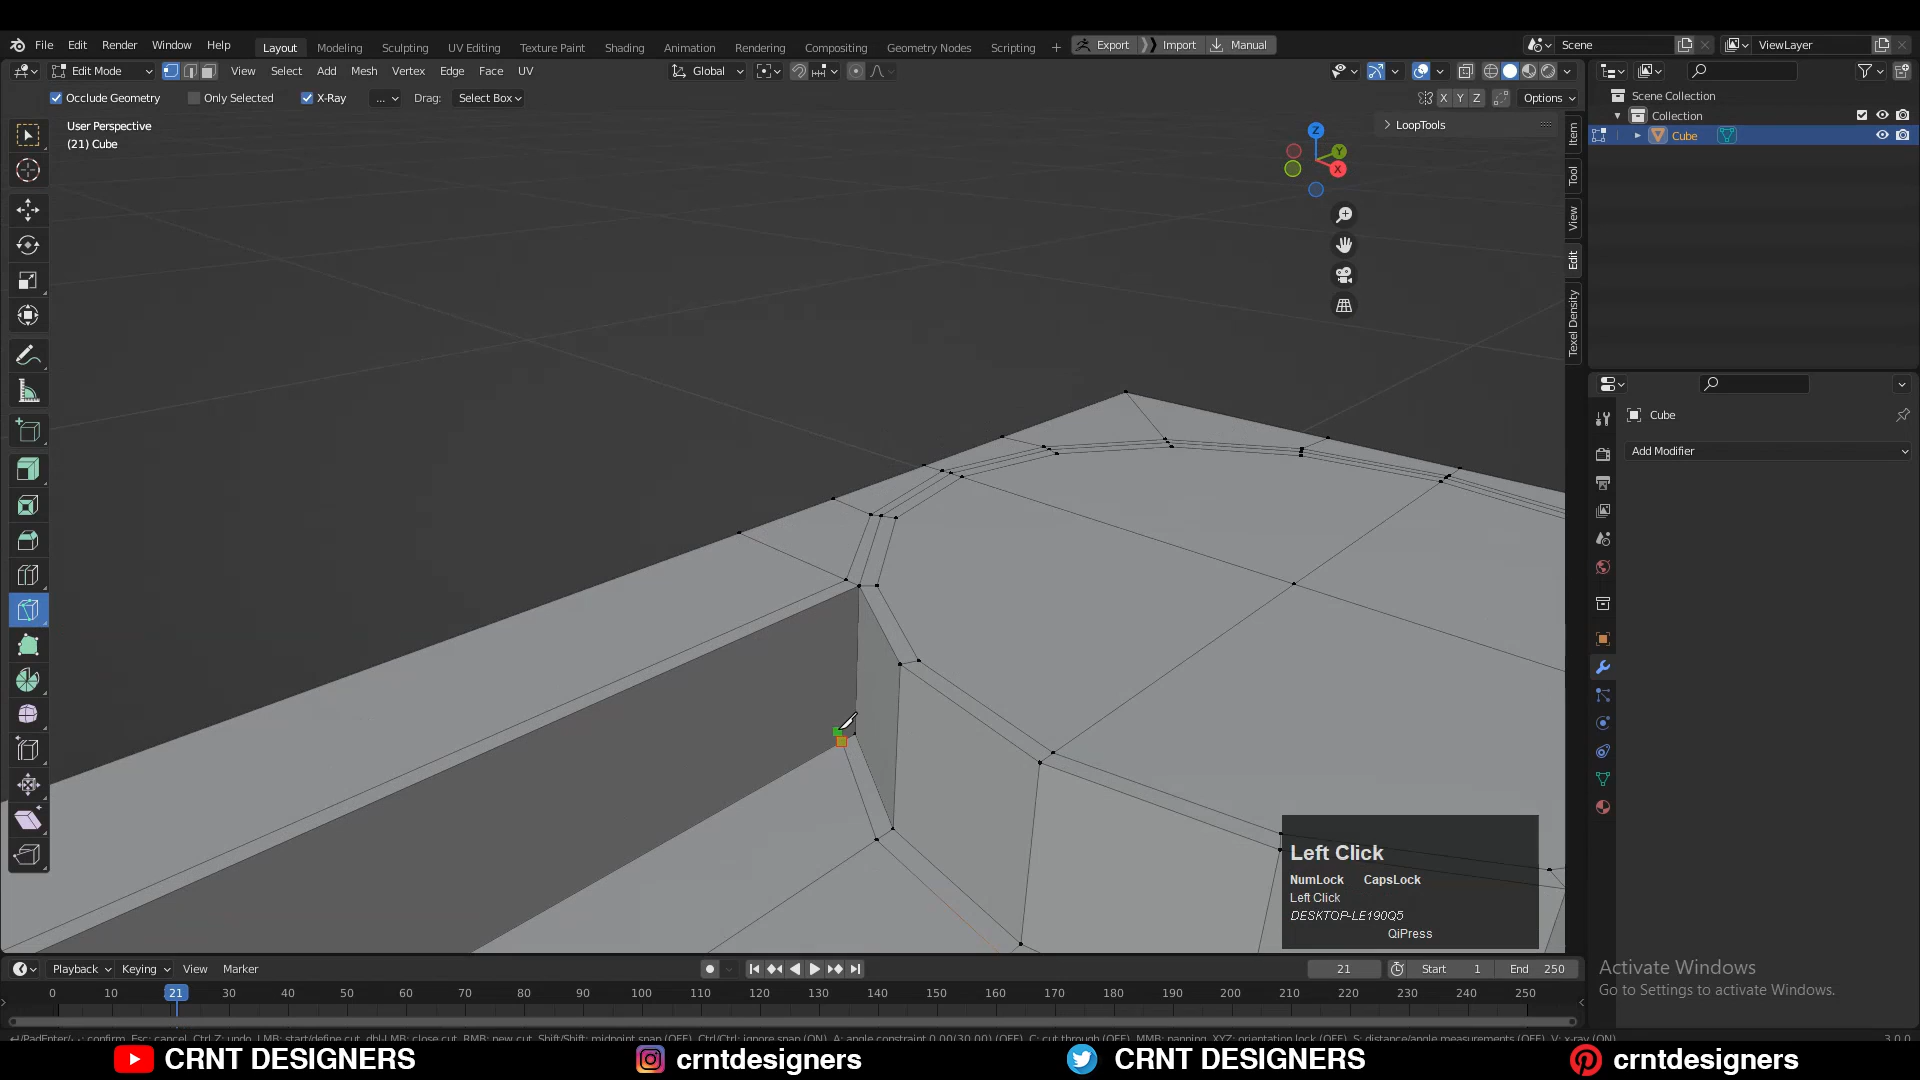 File Edit Render Window Help Layout Modeling Sculpting UV Editing Texture Paint Shading Animation Rendering Compositing Geometry Nodes Scripting + Export Import Manual Scene ViewLayer
Edit Mode View Select Add Mesh Vertex Edge Face UV Global
Occlude Geometry Only Selected X-Ray ... Drag: Select Box X Y Z Options
User Perspective
(21) Cube
LoopTools
Z
Y
X
Item
Tool
View
Edit
Texel Density
Scene Collection
Collection
Cube
Cube
Add Modifier
Left Click
NumLock CapsLock
Left Click
DESKTOP-LE190Q5
QiPress
Activate Windows
Go to Settings to activate Windows.
Playback Keying View Marker 21 Start 1 End 250
0 10 21 30 40 50 60 70 80 90 100 110 120 130 140 150 160 170 180 190 200 210 220 230 240 250
CRNT DESIGNERS crntdesigners CRNT DESIGNERS crntdesigners